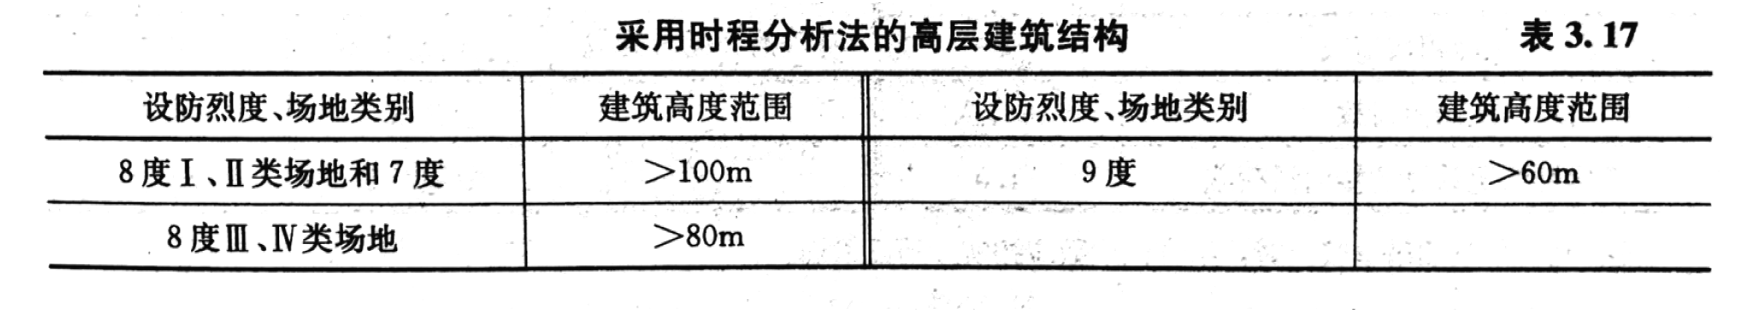 采用时程分析法的高层建筑结构 表 3.17
设防烈度、场地类别 建筑高度范围 设防烈度、场地类别 建筑高度范围
8 度Ⅰ、Ⅱ类场地和 7 度 >100m 9 度 >60m
8 度Ⅲ、Ⅳ类场地 >80m